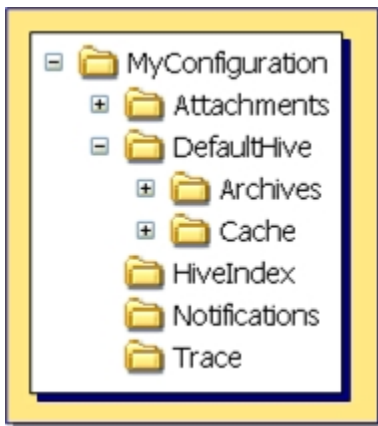 MyConfiguration
Attachments
DefaultHive
Archives
Cache
HiveIndex
Notifications
Trace